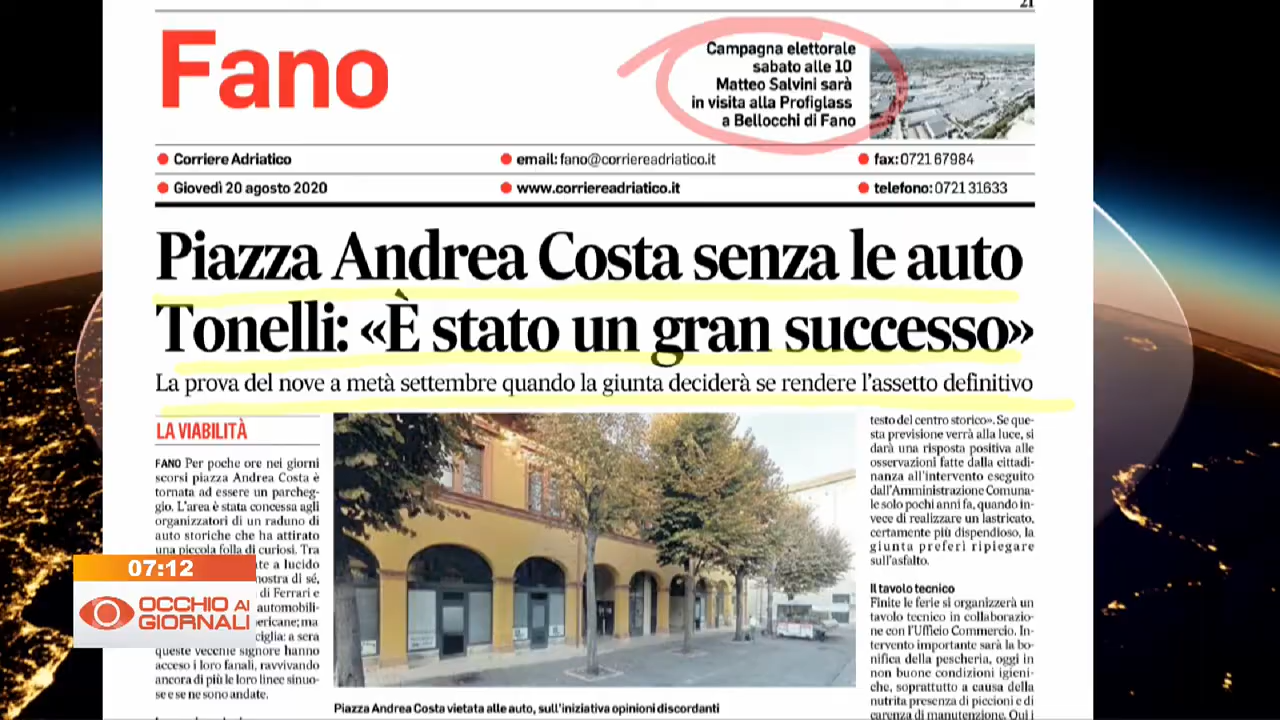 21
Fano
Campagna elettorale
sabato alle 10
Matteo Salvini sarà
in visita alla Profiglass
a Bellocchi di Fano
Corriere Adriatico
email: fano@corriereadriatico.it
fax: 0721 67984
Giovedì 20 agosto 2020
www.corriereadriatico.it
telefono: 0721 31633
Piazza Andrea Costa senza le auto
Tonelli: «È stato un gran successo»
La prova del nove a metà settembre quando la giunta deciderà se rendere l'assetto definitivo
LA VIABILITÀ
FANO Per poche ore nei giorni
scorsi piazza Andrea Costa è
tornata ad essere un parcheg-
gio. L'area è stata concessa agli
organizzatori di un raduno di
auto storiche che ha attirato
una piccola folla di curiosi. Tra
te a lucido
nostra di sé,
di Ferrari e
automobili-
ericane; ma
ciglia: a sera
queste vecchie signore hanno
acceso i loro fanali, ravvivando
ancora di più le loro linee sinuo-
se e se ne sono andate.
07:12
OCCHIO AI
GIORNALI
Piazza Andrea Costa vietata alle auto, sull'iniziativa opinioni discordanti
testo del centro storico». Se que-
sta previsione verrà alla luce, si
darà una risposta positiva alle
osservazioni fatte dalla cittadi-
nanza all'intervento eseguito
dall'Amministrazione Comuna-
le solo pochi anni fa, quando in-
vece di realizzare un lastricato,
certamente più dispendioso, la
giunta preferì ripiegare
sull'asfalto.
Il tavolo tecnico
Finite le ferie si organizzerà un
tavolo tecnico in collaborazio-
ne con l'Ufficio Commercio. In-
tervento importante sarà la bo-
nifica della pescheria, oggi in
non buone condizioni igieni-
che, soprattutto a causa della
nutrita presenza di piccioni e di
carenza di manutenzione. Qui i